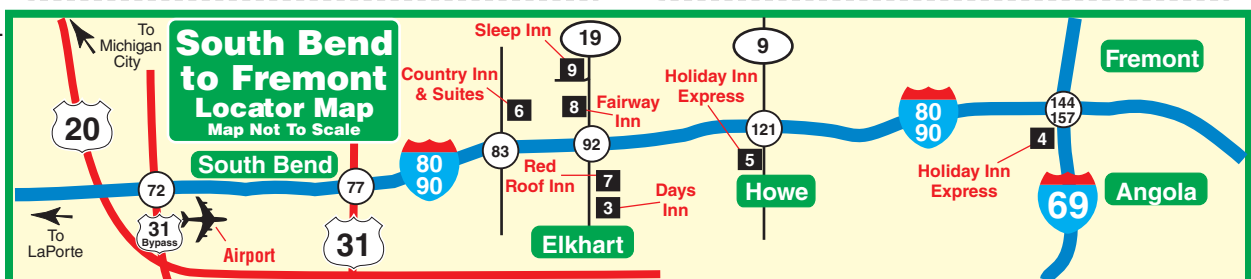 To
Michigan
City
20
South Bend
to Fremont
Locator Map
Map Not To Scale
South Bend
72
31
Bypass
Airport
To
LaPorte
77
31
80
90
Country Inn
& Suites
6
83
Sleep Inn
9
19
8
Fairway
Inn
92
Red
Roof Inn
7
3
Days
Inn
Elkhart
9
Holiday Inn
Express
121
5
Howe
80
90
144
157
4
Holiday Inn
Express
69
Fremont
Angola